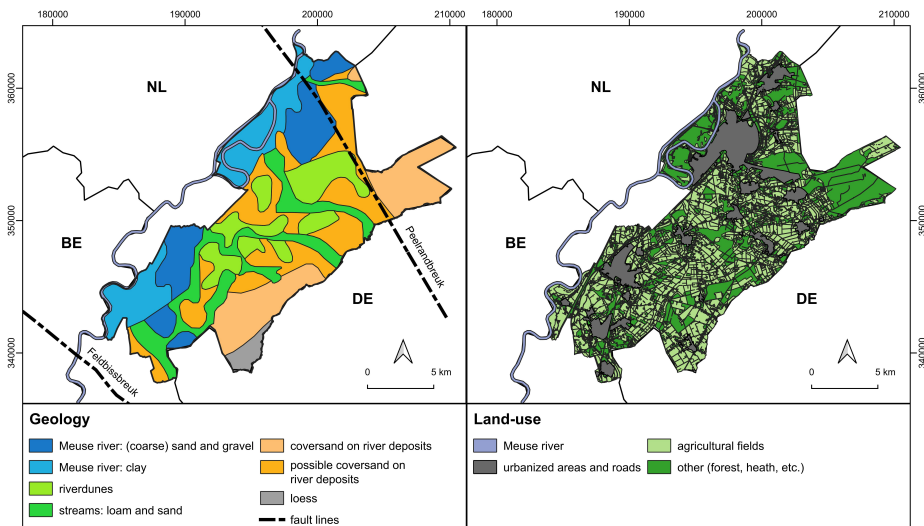 180000
190000
200000
210000
180000
190000
200000
210000
360000
350000
340000
NL
BE
DE
Peelrandbreuk
Feldbissbreuk
0
5 km
NL
BE
DE
0
5 km
360000
350000
340000
Geology
Meuse river: (coarse) sand and gravel
Meuse river: clay
riverdunes
streams: loam and sand
coversand on river deposits
possible coversand on
river deposits
loess
fault lines
Land-use
Meuse river
urbanized areas and roads
agricultural fields
other (forest, heath, etc.)